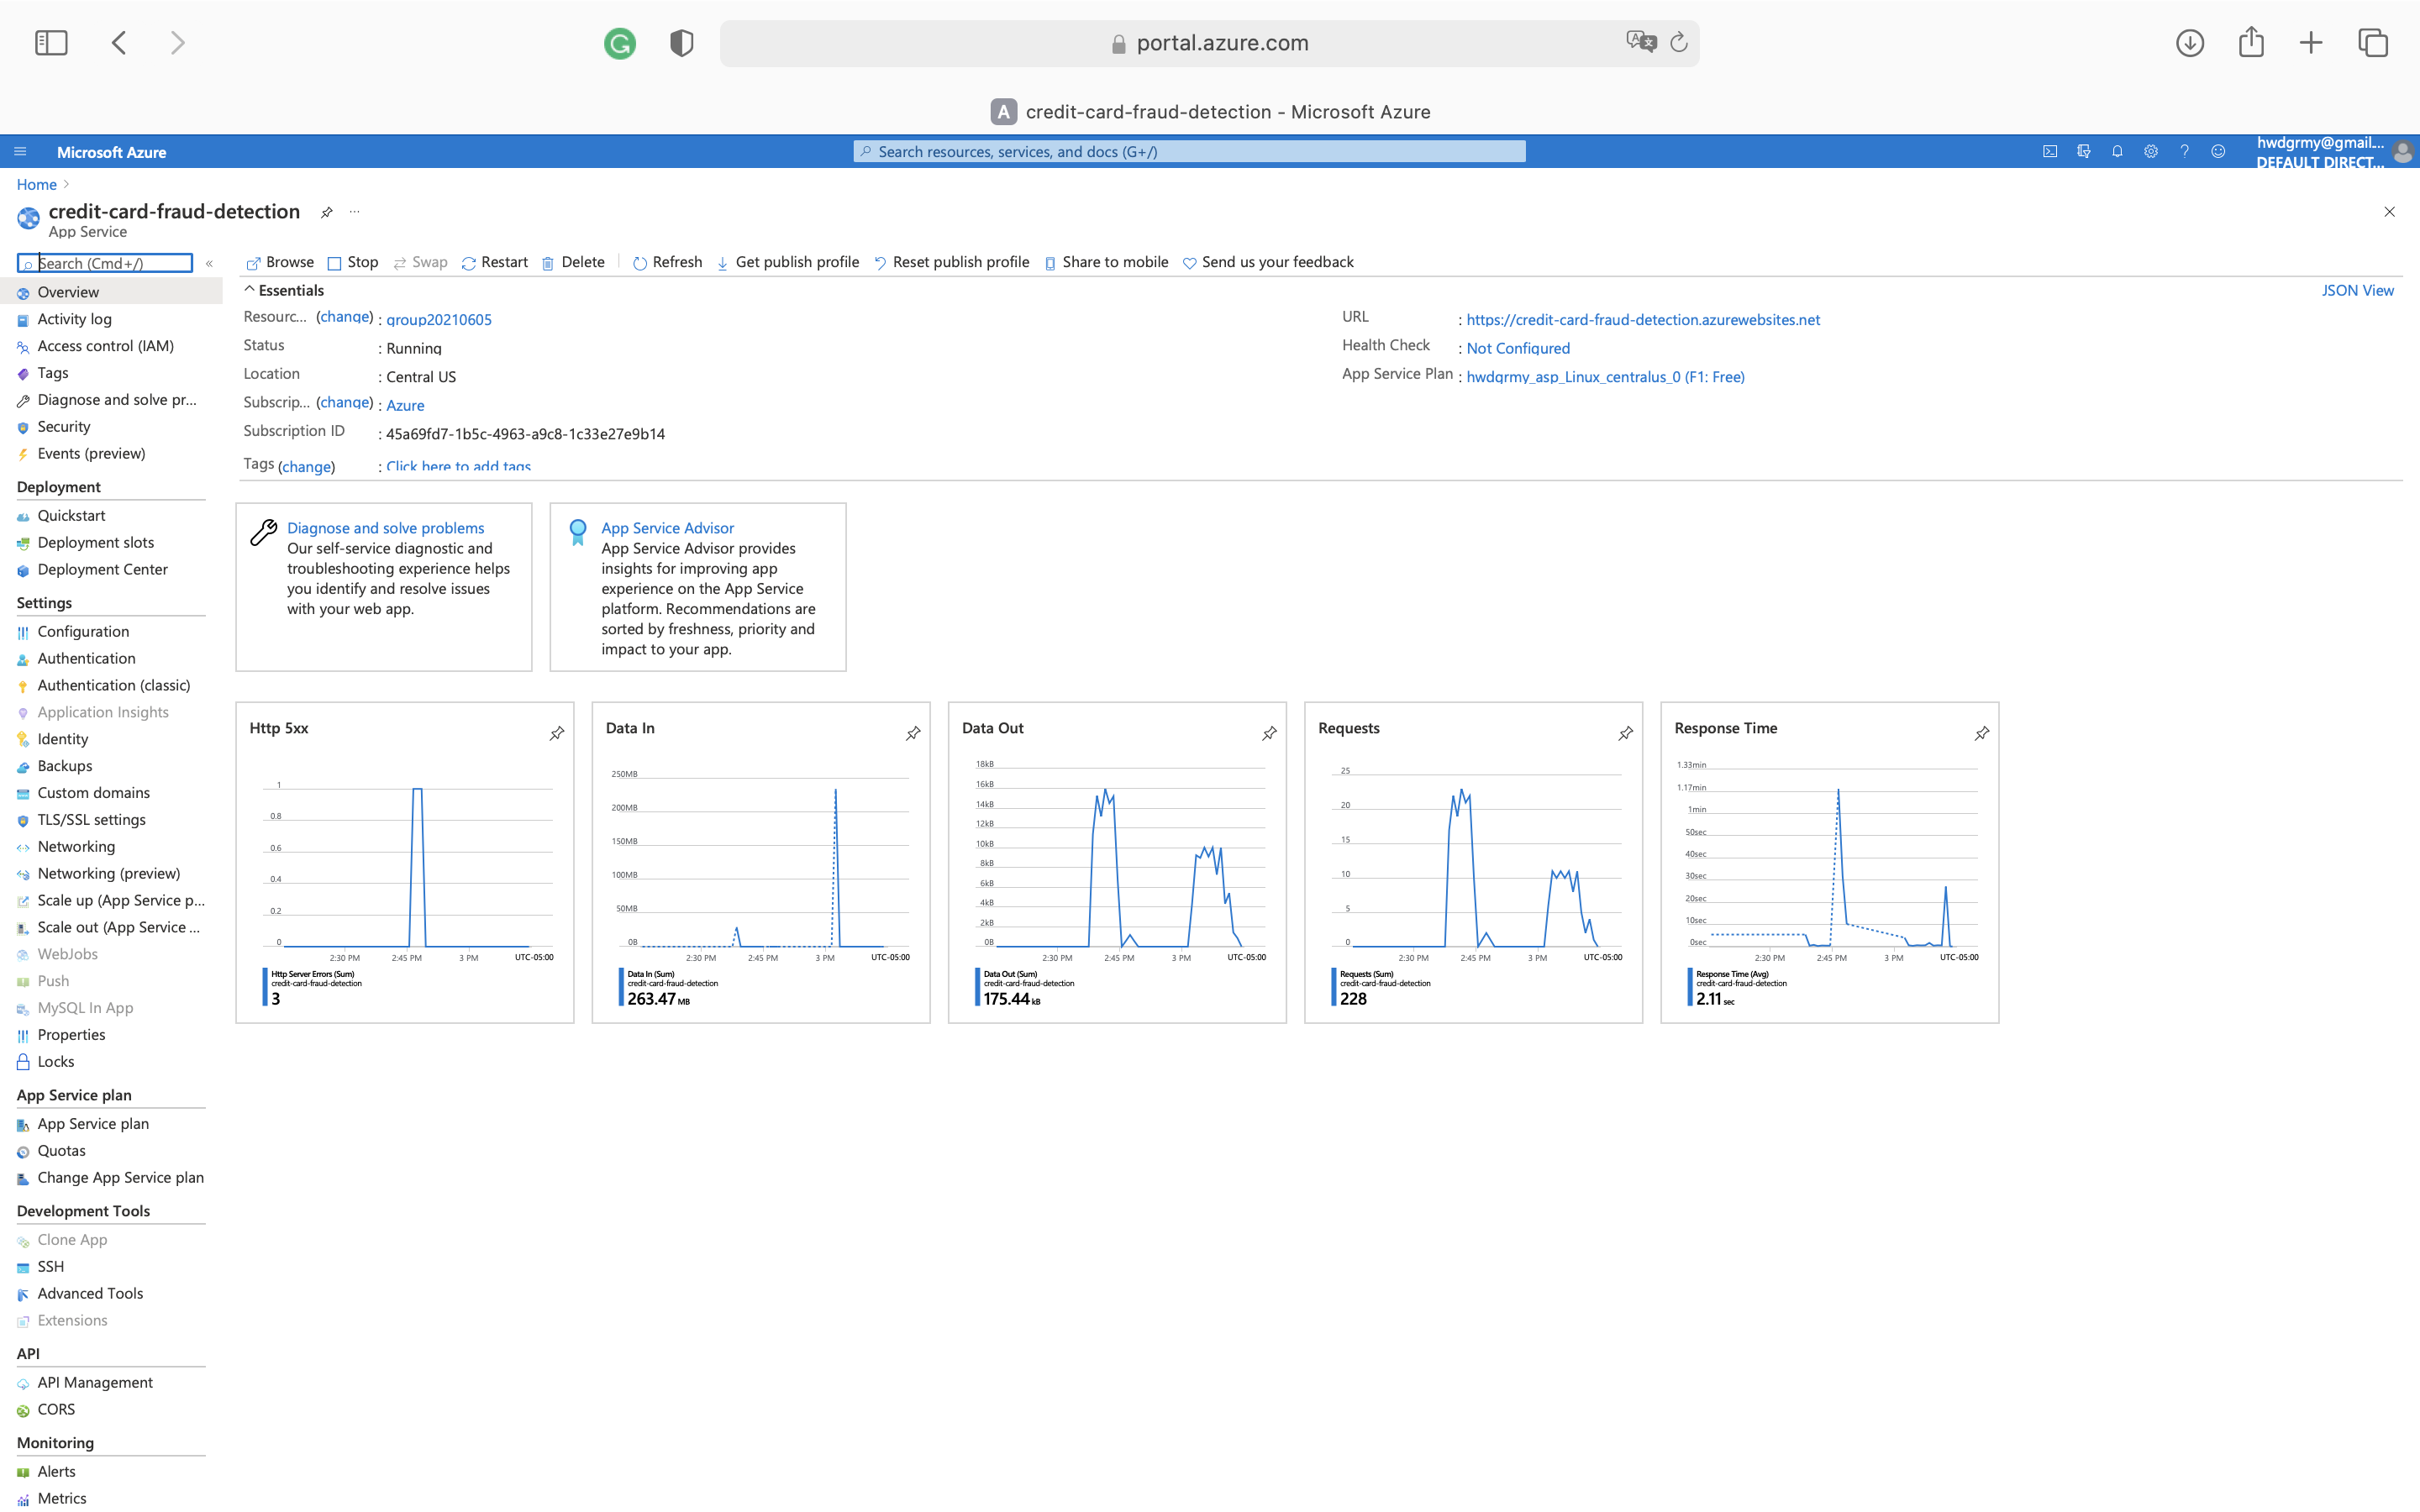 portal.azure.com
A credit-card-fraud-detection - Microsoft Azure
Microsoft Azure
Search resources, services, and docs (G+/)
hwdgrmy@gmail....
DEFAULT DIRECT...
Home
credit-card-fraud-detection
App Service
Search (Cmd+/)
«
Browse Stop Swap Restart Delete Refresh Get publish profile Reset publish profile Share to mobile Send us your feedback
Overview
Activity log
Access control (IAM)
Tags
Diagnose and solve pr...
Security
Events (preview)
Deployment
Quickstart
Deployment slots
Deployment Center
Settings
Configuration
Authentication
Authentication (classic)
Application Insights
Identity
Backups
Custom domains
TLS/SSL settings
Networking
Networking (preview)
Scale up (App Service p...
Scale out (App Service ...
WebJobs
Push
MySQL In App
Properties
Locks
App Service plan
App Service plan
Quotas
Change App Service plan
Development Tools
Clone App
SSH
Advanced Tools
Extensions
API
API Management
CORS
Monitoring
Alerts
Metrics
Essentials
JSON View
Resourc... (change) : group20210605
Status : Running
Location : Central US
Subscrip... (change) : Azure
Subscription ID : 45a69fd7-1b5c-4963-a9c8-1c33e27e9b14
Tags (change) : Click here to add tags
URL : https://credit-card-fraud-detection.azurewebsites.net
Health Check : Not Configured
App Service Plan : hwdgrmy_asp_Linux_centralus_0 (F1: Free)
Diagnose and solve problems
Our self-service diagnostic and
troubleshooting experience helps
you identify and resolve issues
with your web app.
App Service Advisor
App Service Advisor provides
insights for improving app
experience on the App Service
platform. Recommendations are
sorted by freshness, priority and
impact to your app.
Http 5xx
1
0.8
0.6
0.4
0.2
0
2:30 PM 2:45 PM 3 PM UTC-05:00
Http Server Errors (Sum)
credit-card-fraud-detection
3
Data In
250MB
200MB
150MB
100MB
50MB
0B
2:30 PM 2:45 PM 3 PM UTC-05:00
Data In (Sum)
credit-card-fraud-detection
263.47 MB
Data Out
18kB
16kB
14kB
12kB
10kB
8kB
6kB
4kB
2kB
0B
2:30 PM 2:45 PM 3 PM UTC-05:00
Data Out (Sum)
credit-card-fraud-detection
175.44 kB
Requests
25
20
15
10
5
0
2:30 PM 2:45 PM 3 PM UTC-05:00
Requests (Sum)
credit-card-fraud-detection
228
Response Time
1.33min
1.17min
1min
50sec
40sec
30sec
20sec
10sec
0sec
2:30 PM 2:45 PM 3 PM UTC-05:00
Response Time (Avg)
credit-card-fraud-detection
2.11 sec